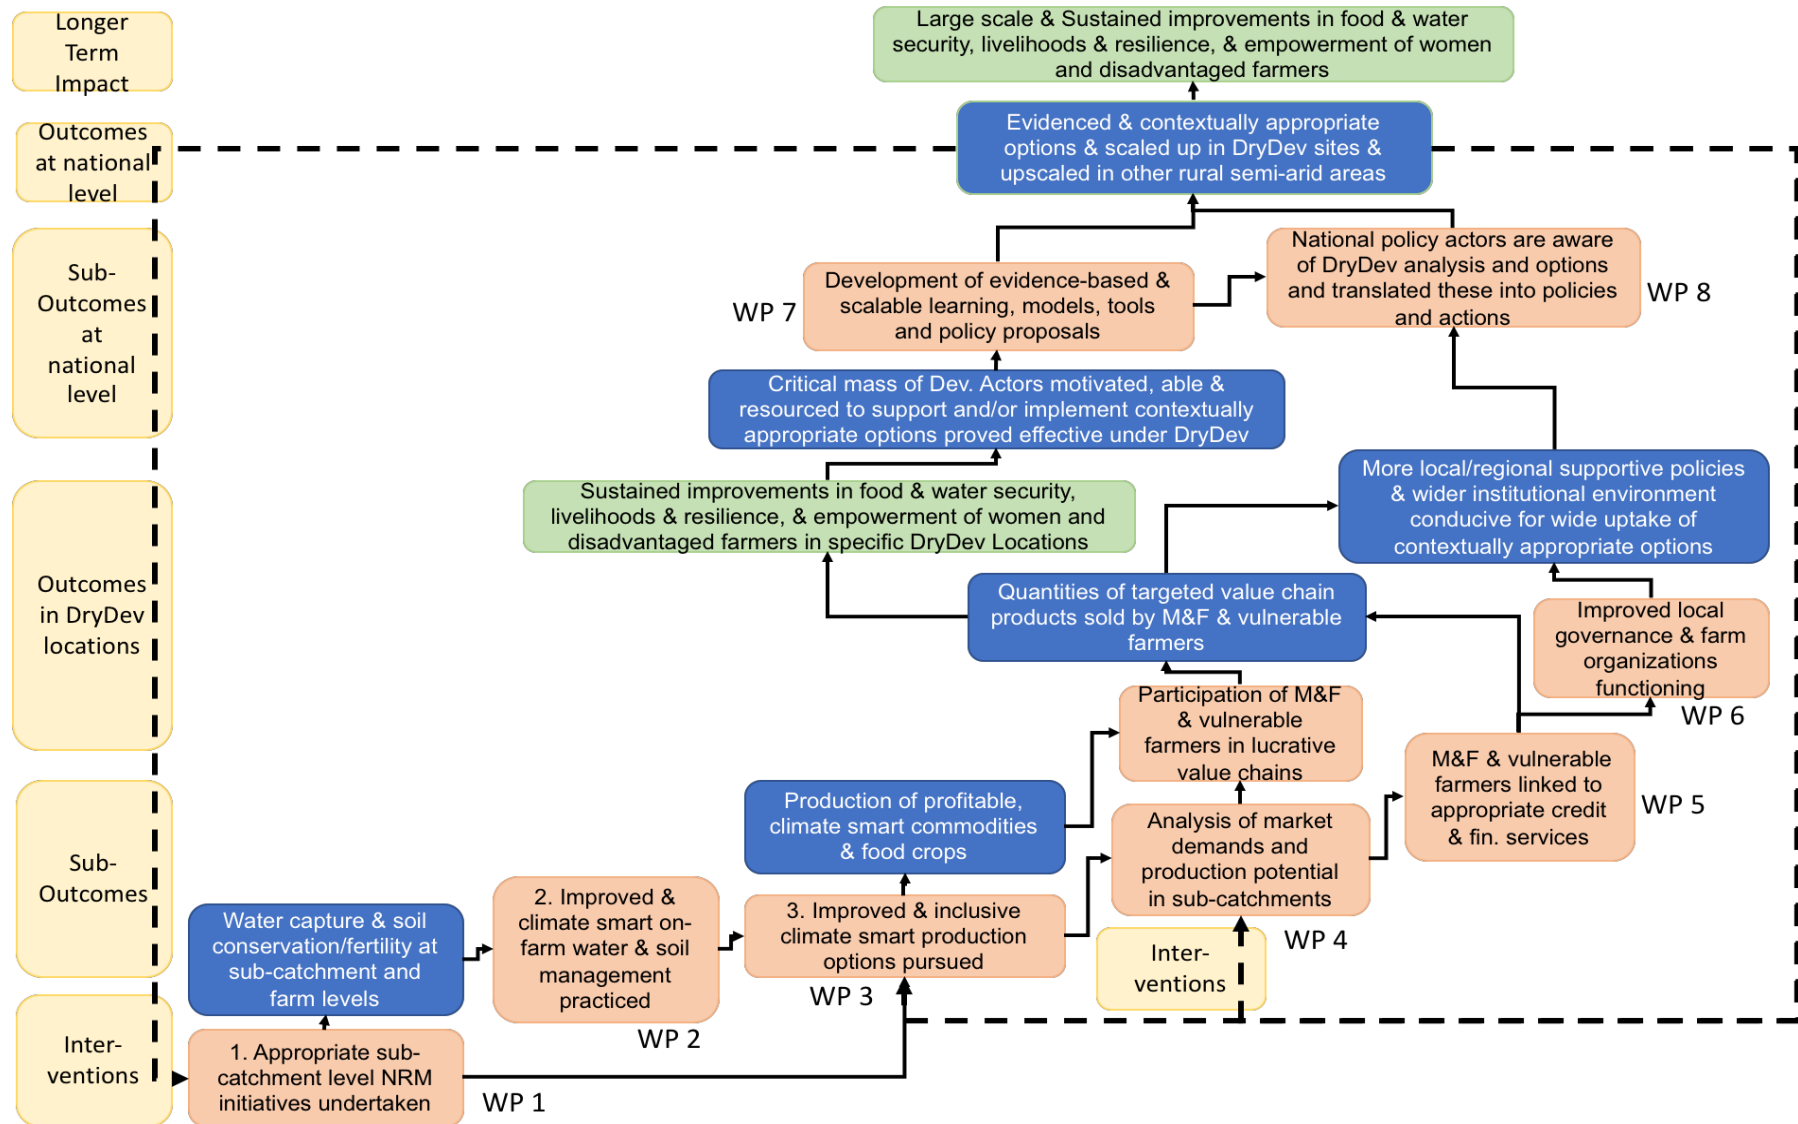 Longer
Term
Impact
Large scale & Sustained improvements in food & water
security, livelihoods & resilience, & empowerment of women
and disadvantaged farmers
Outcomes
at national
level
Evidenced & contextually appropriate
options & scaled up in DryDev sites &
upscaled in other rural semi-arid areas
Sub-
Outcomes
at
national
level
WP 7
Development of evidence-based &
scalable learning, models, tools
and policy proposals
National policy actors are aware
of DryDev analysis and options
and translated these into policies
and actions
WP 8
Critical mass of Dev. Actors motivated, able &
resourced to support and/or implement contextually
appropriate options proved effective under DryDev
Outcomes
in DryDev
locations
Sustained improvements in food & water security,
livelihoods & resilience, & empowerment of women and
disadvantaged farmers in specific DryDev Locations
More local/regional supportive policies
& wider institutional environment
conducive for wide uptake of
contextually appropriate options
Quantities of targeted value chain
products sold by M&F & vulnerable
farmers
Improved local
governance & farm
organizations
functioning
WP 6
Participation of M&F
& vulnerable
farmers in lucrative
value chains
M&F & vulnerable
farmers linked to
appropriate credit
& fin. services
WP 5
Sub-
Outcomes
Production of profitable,
climate smart commodities
& food crops
Analysis of market
demands and
production potential
in sub-catchments
WP 4
Water capture & soil
conservation/fertility at
sub-catchment and
farm levels
2. Improved &
climate smart on-
farm water & soil
management
practiced
WP 2
3. Improved & inclusive
climate smart production
options pursued
WP 3
Inter-
ventions
Inter-
ventions
1. Appropriate sub-
catchment level NRM
initiatives undertaken
WP 1